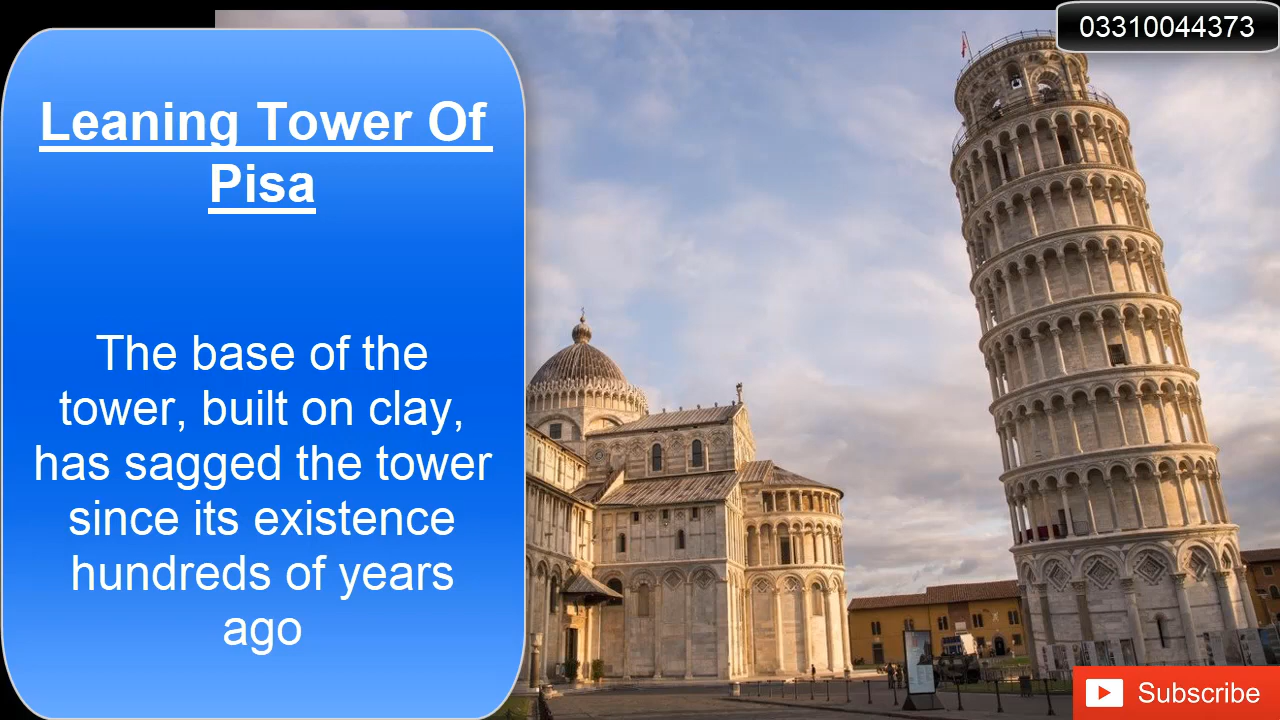 03310044373
Leaning Tower Of
Pisa
The base of the
tower, built on clay,
has sagged the tower
since its existence
hundreds of years
ago
Subscribe